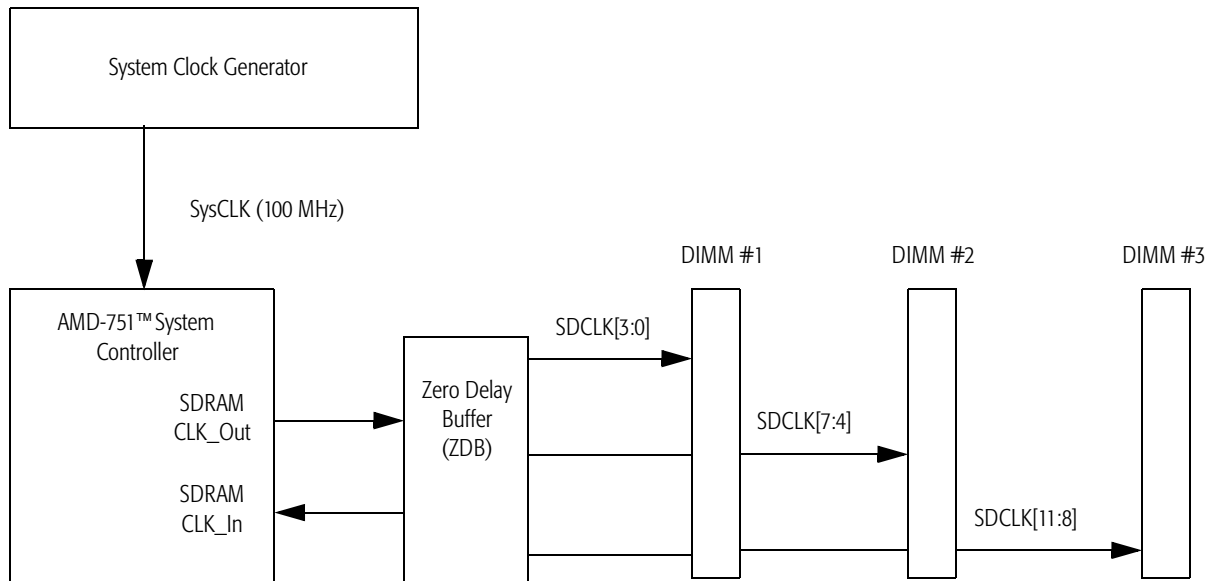 System Clock Generator
SysCLK (100 MHz)
DIMM #1
DIMM #2
DIMM #3
AMD-751™ System
Controller
SDCLK[3:0]
SDRAM
CLK_Out
Zero Delay
Buffer
(ZDB)
SDCLK[7:4]
SDRAM
CLK_In
SDCLK[11:8]